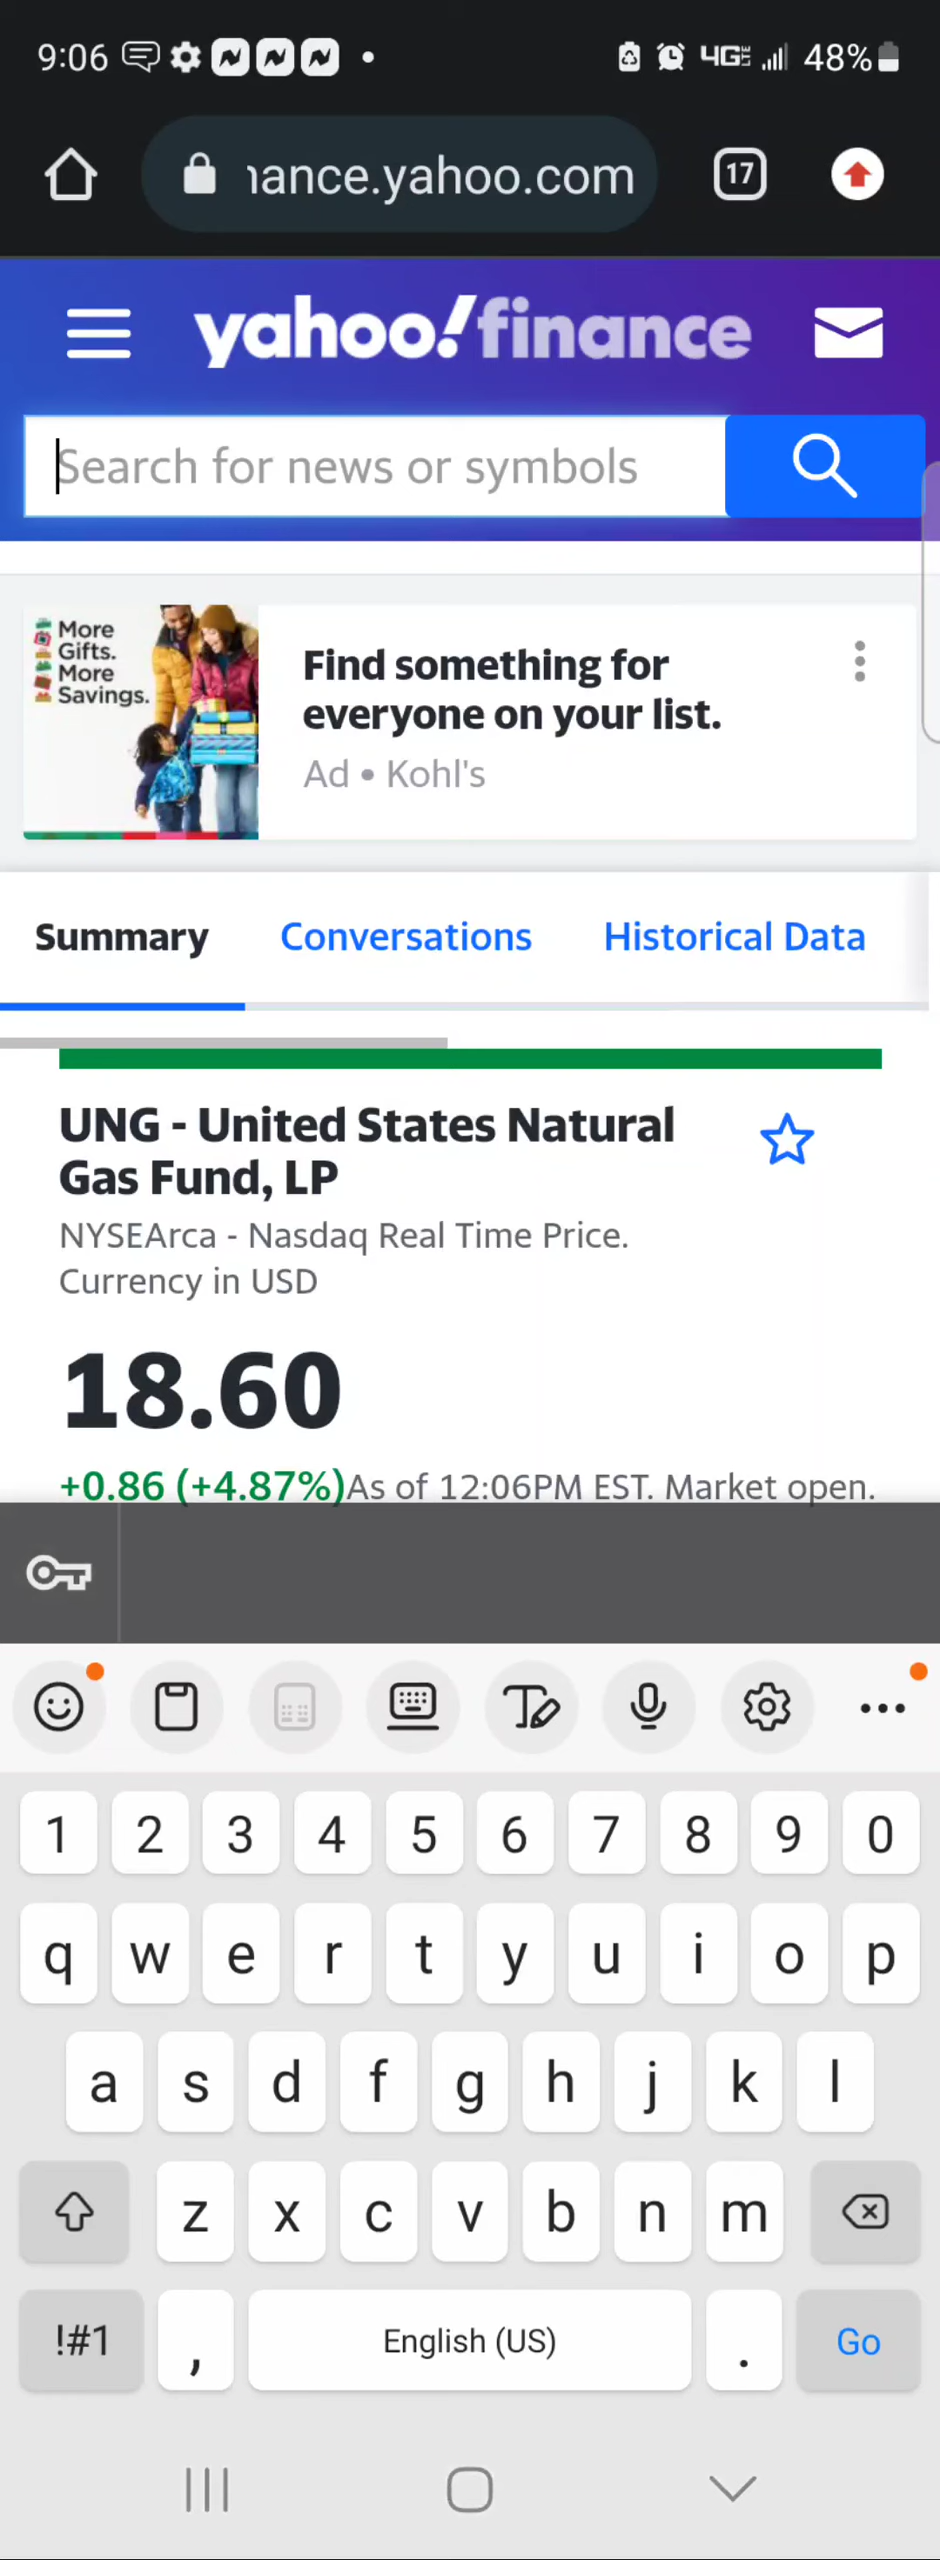 9:06 4G LTE 48%
nance.yahoo.com 17
yahoo!finance
Search for news or symbols
More
Gifts.
More
Savings.
Find something for
everyone on your list.
Ad • Kohl's
Summary Conversations Historical Data
UNG - United States Natural
Gas Fund, LP
NYSEArca - Nasdaq Real Time Price.
Currency in USD
18.60
+0.86 (+4.87%)As of 12:06PM EST. Market open.
1 2 3 4 5 6 7 8 9 0
q w e r t y u i o p
a s d f g h j k l
z x c v b n m
!#1 , English (US) . Go